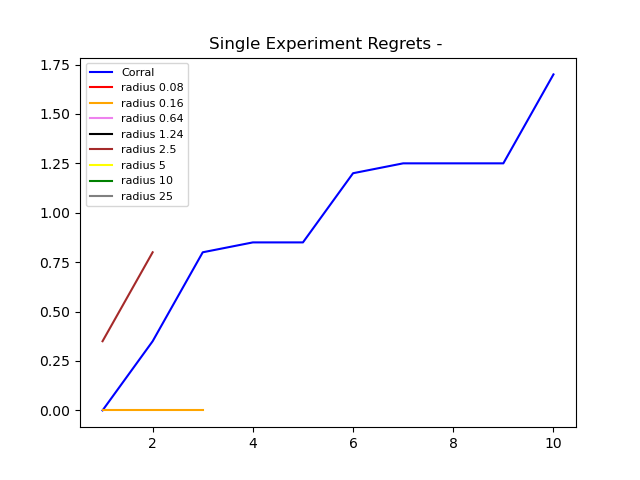 Single Experiment Regrets -
1.75
1.50
1.25
1.00
0.75
0.50
0.25
0.00
Corral
radius 0.08
radius 0.16
radius 0.64
radius 1.24
radius 2.5
radius 5
radius 10
radius 25
2 4 6 8 10